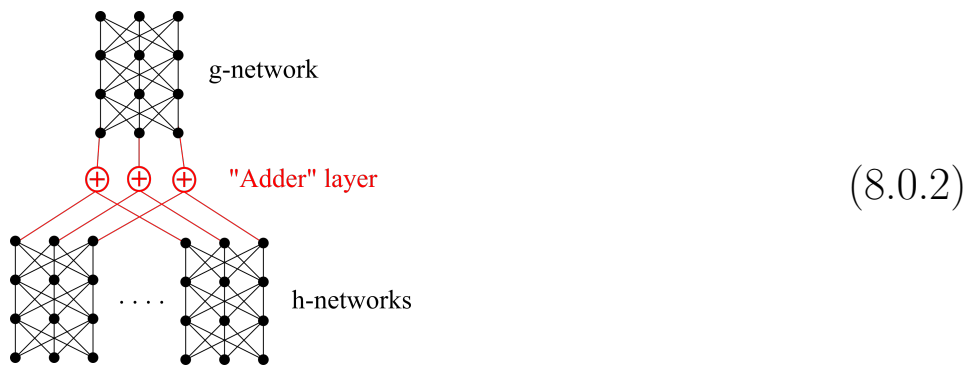 g-network
"Adder" layer
(8.0.2)
. . . .
h-networks